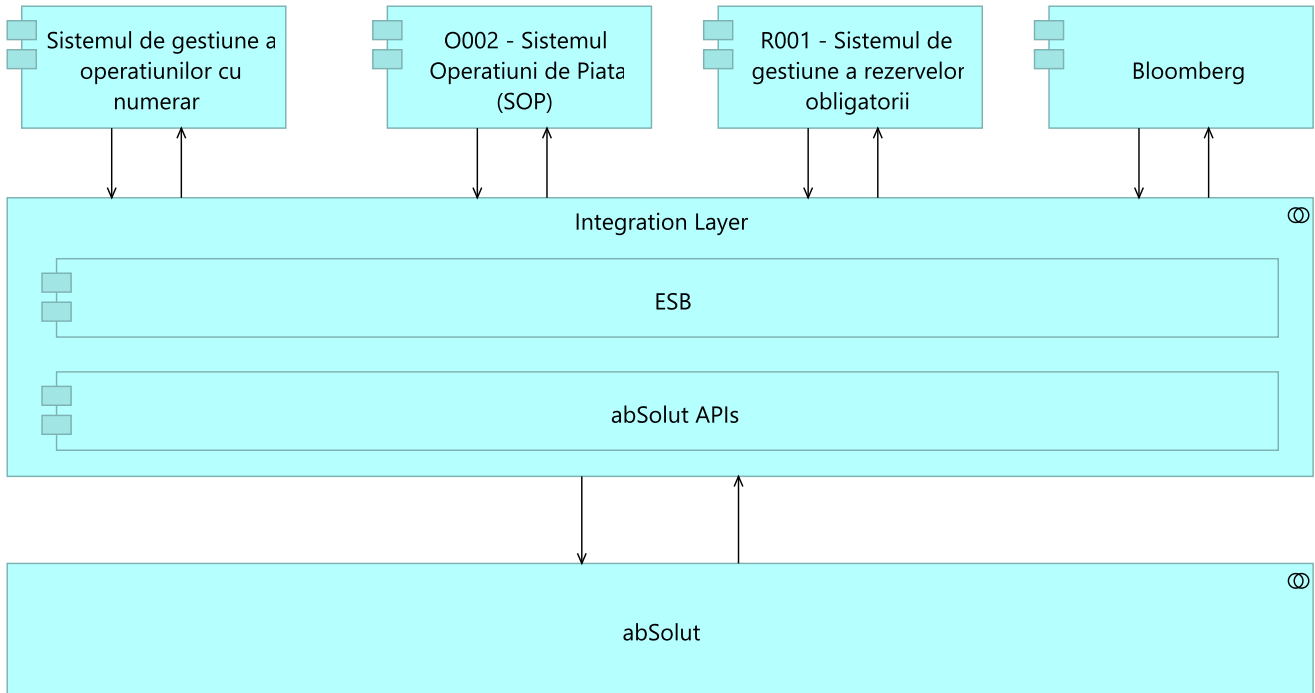 Sistemul de gestiune a
operatiunilor cu
numerar
O002 - Sistemul
Operatiuni de Piata
(SOP)
R001 - Sistemul de
gestiune a rezervelor
obligatorii
Bloomberg
Integration Layer
ESB
abSolut APIs
abSolut